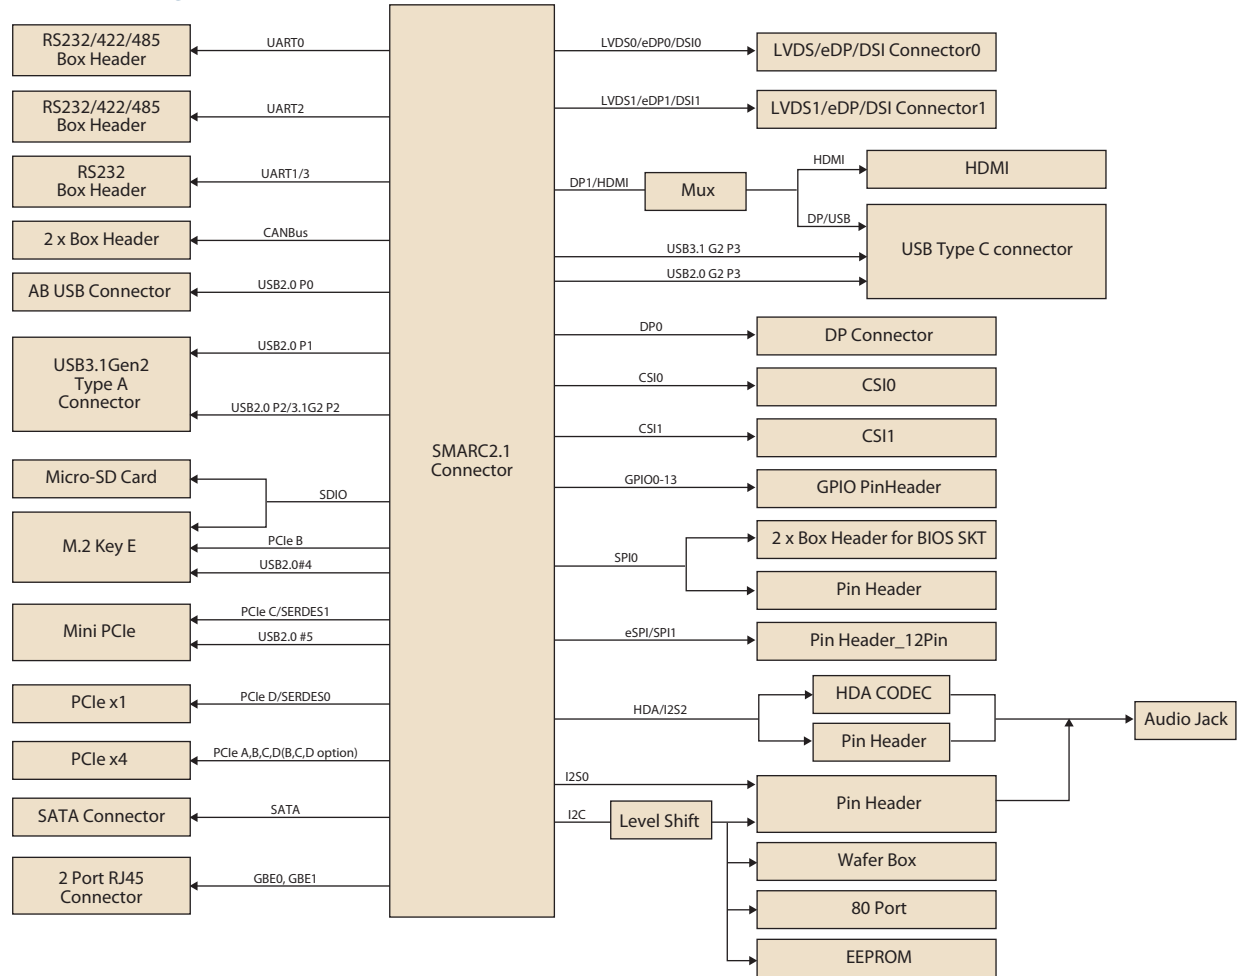 RS232/422/485
Box Header
UART0
RS232/422/485
Box Header
UART2
RS232
Box Header
UART1/3
2 x Box Header
CANBus
AB USB Connector
USB2.0 P0
USB3.1Gen2
Type A
Connector
USB2.0 P1
USB2.0 P2/3.1G2 P2
Micro-SD Card
SDIO
M.2 Key E
PCIe B
USB2.0#4
Mini PCIe
PCIe C/SERDES1
USB2.0 #5
PCIe x1
PCIe D/SERDES0
PCIe x4
PCIe A,B,C,D(B,C,D option)
SATA Connector
SATA
2 Port RJ45
Connector
GBE0, GBE1
SMARC2.1
Connector
LVDS0/eDP0/DSI0
LVDS/eDP/DSI Connector0
LVDS1/eDP1/DSI1
LVDS1/eDP/DSI Connector1
DP1/HDMI
Mux
HDMI
HDMI
DP/USB
USB3.1 G2 P3
USB2.0 G2 P3
USB Type C connector
DP0
DP Connector
CSI0
CSI0
CSI1
CSI1
GPIO0-13
GPIO PinHeader
SPI0
2 x Box Header for BIOS SKT
Pin Header
eSPI/SPI1
Pin Header_12Pin
HDA/I2S2
HDA CODEC
Pin Header
Audio Jack
I2S0
Pin Header
I2C
Level Shift
Wafer Box
80 Port
EEPROM